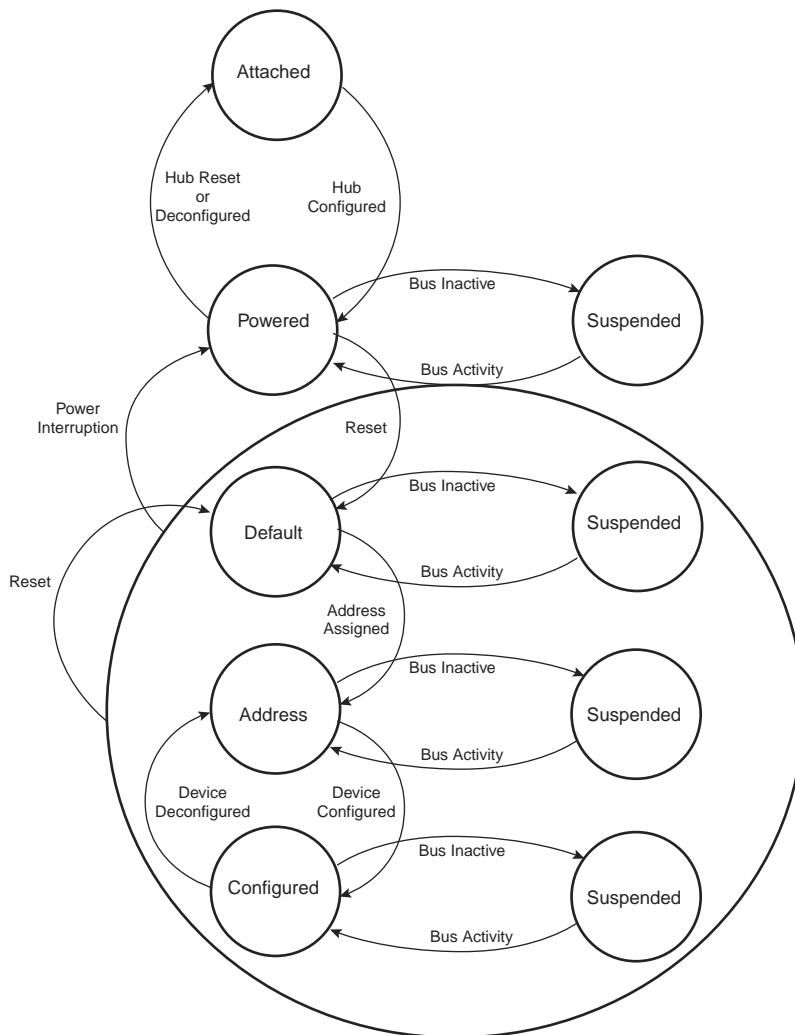 Attached
Hub Reset
or
Deconfigured
Hub
Configured
Bus Inactive
Powered
Suspended
Bus Activity
Power
Interruption
Reset
Bus Inactive
Default
Suspended
Bus Activity
Reset
Address
Assigned
Bus Inactive
Address
Suspended
Bus Activity
Device
Deconfigured
Device
Configured
Bus Inactive
Configured
Suspended
Bus Activity